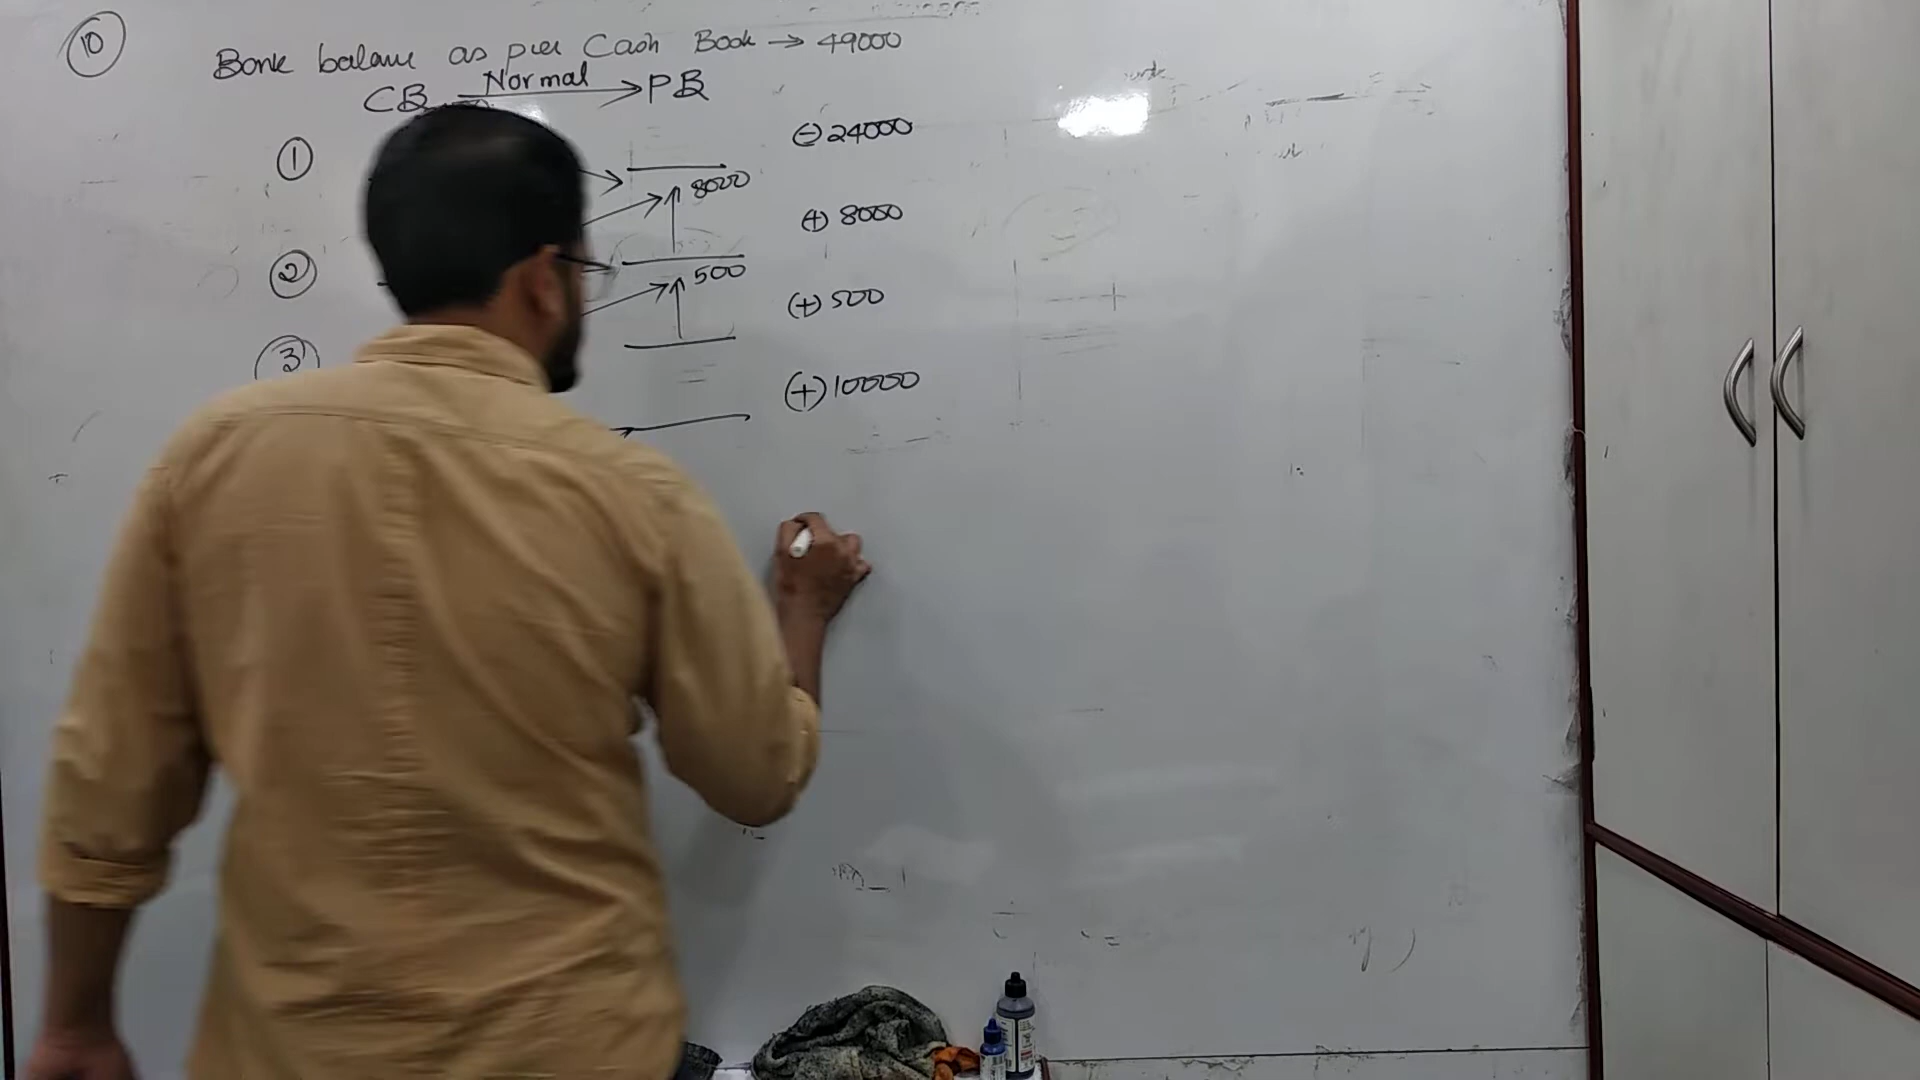 10
Bank balance as per Cash Book → 49000
CB Normal → PB
1 ⊖ 24000
8000 ⊕ 8000
2 500 (+) 500
3 (+) 10000